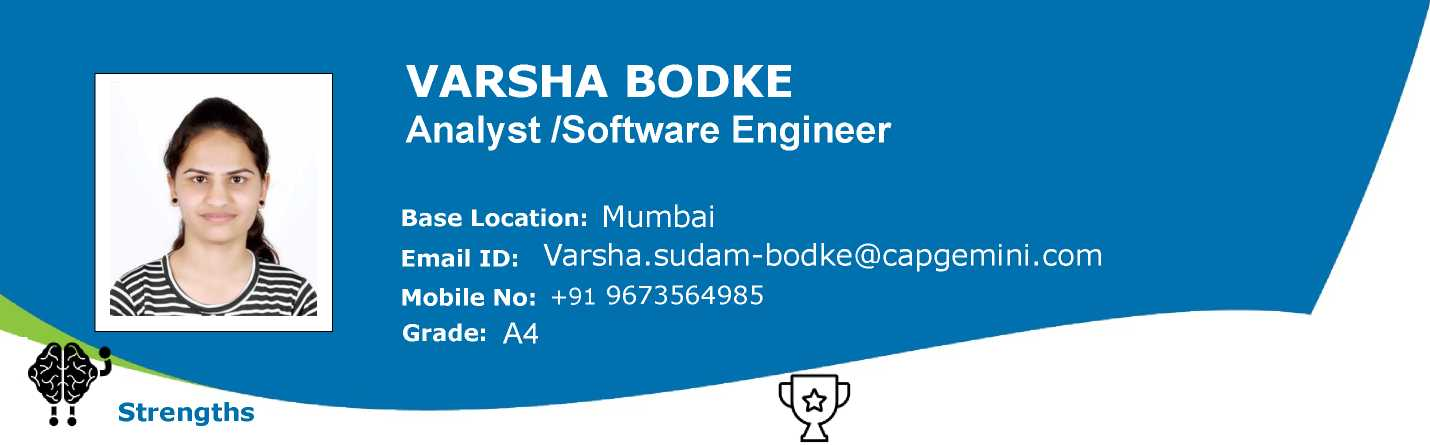 VARSHA BODKE
Analyst /Software Engineer
Base Location: Mumbai
Email ID: Varsha.sudam-bodke@capgemini.com
Mobile No: +91 9673564985
Grade: A4
Strengths